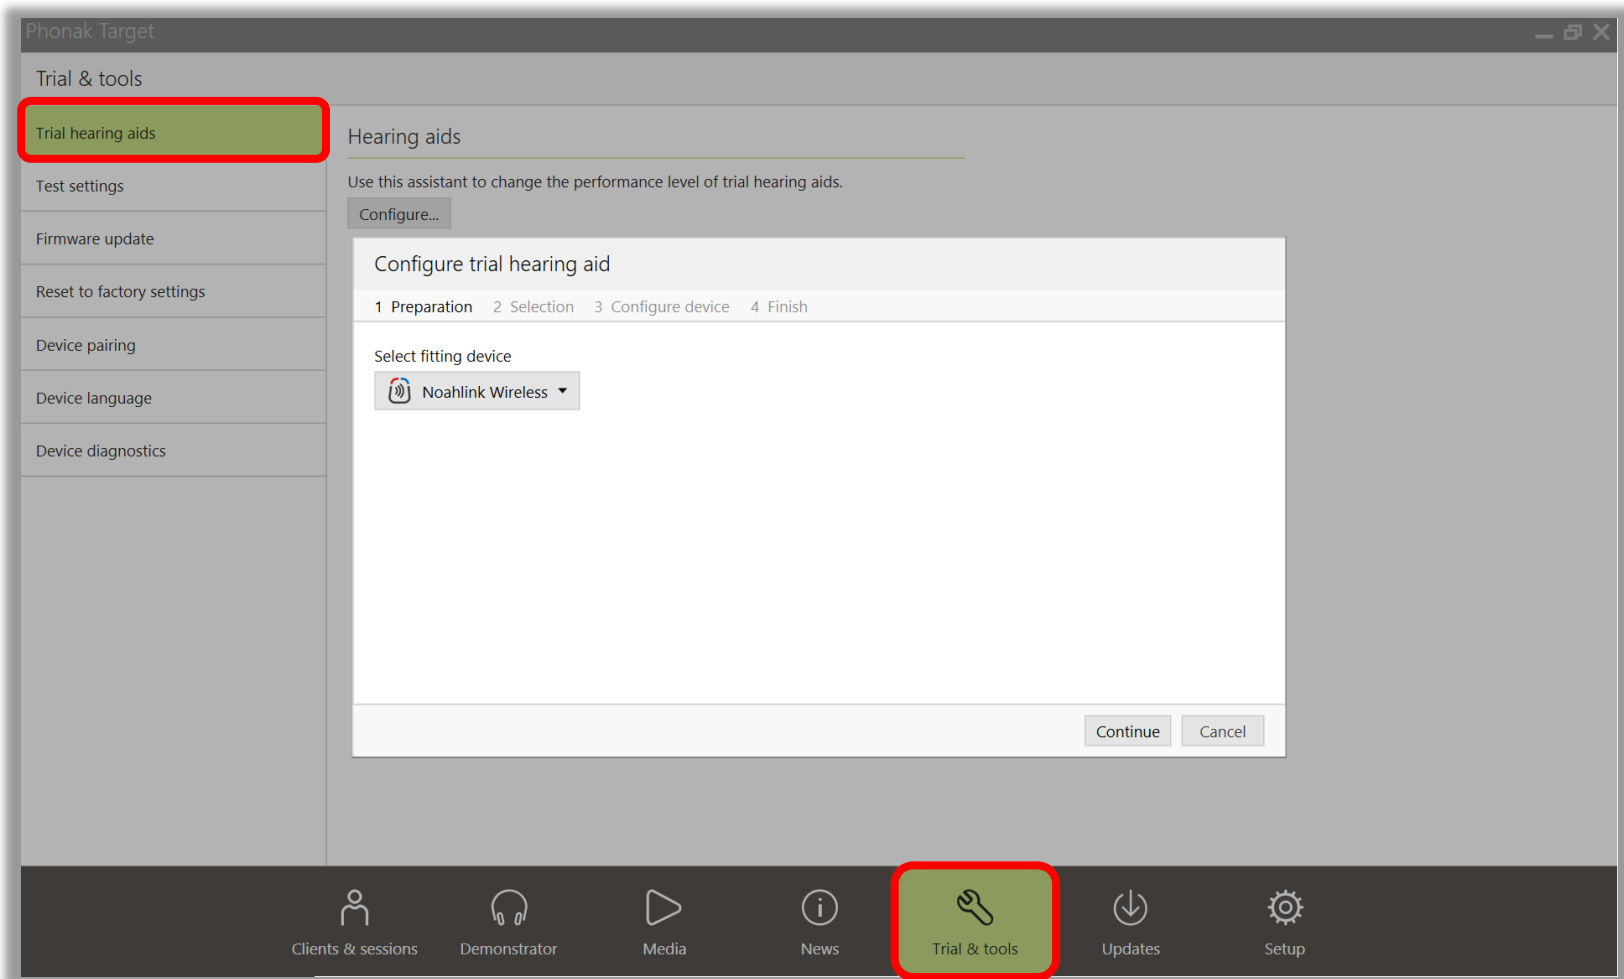 Phonak Target
Trial & tools
Trial hearing aids
Test settings
Firmware update
Reset to factory settings
Device pairing
Device language
Device diagnostics
Hearing aids
Use this assistant to change the performance level of trial hearing aids.
Configure...
Configure trial hearing aid
1 Preparation 2 Selection 3 Configure device 4 Finish
Select fitting device
Noahlink Wireless
Continue Cancel
Clients & sessions Demonstrator Media News Trial & tools Updates Setup